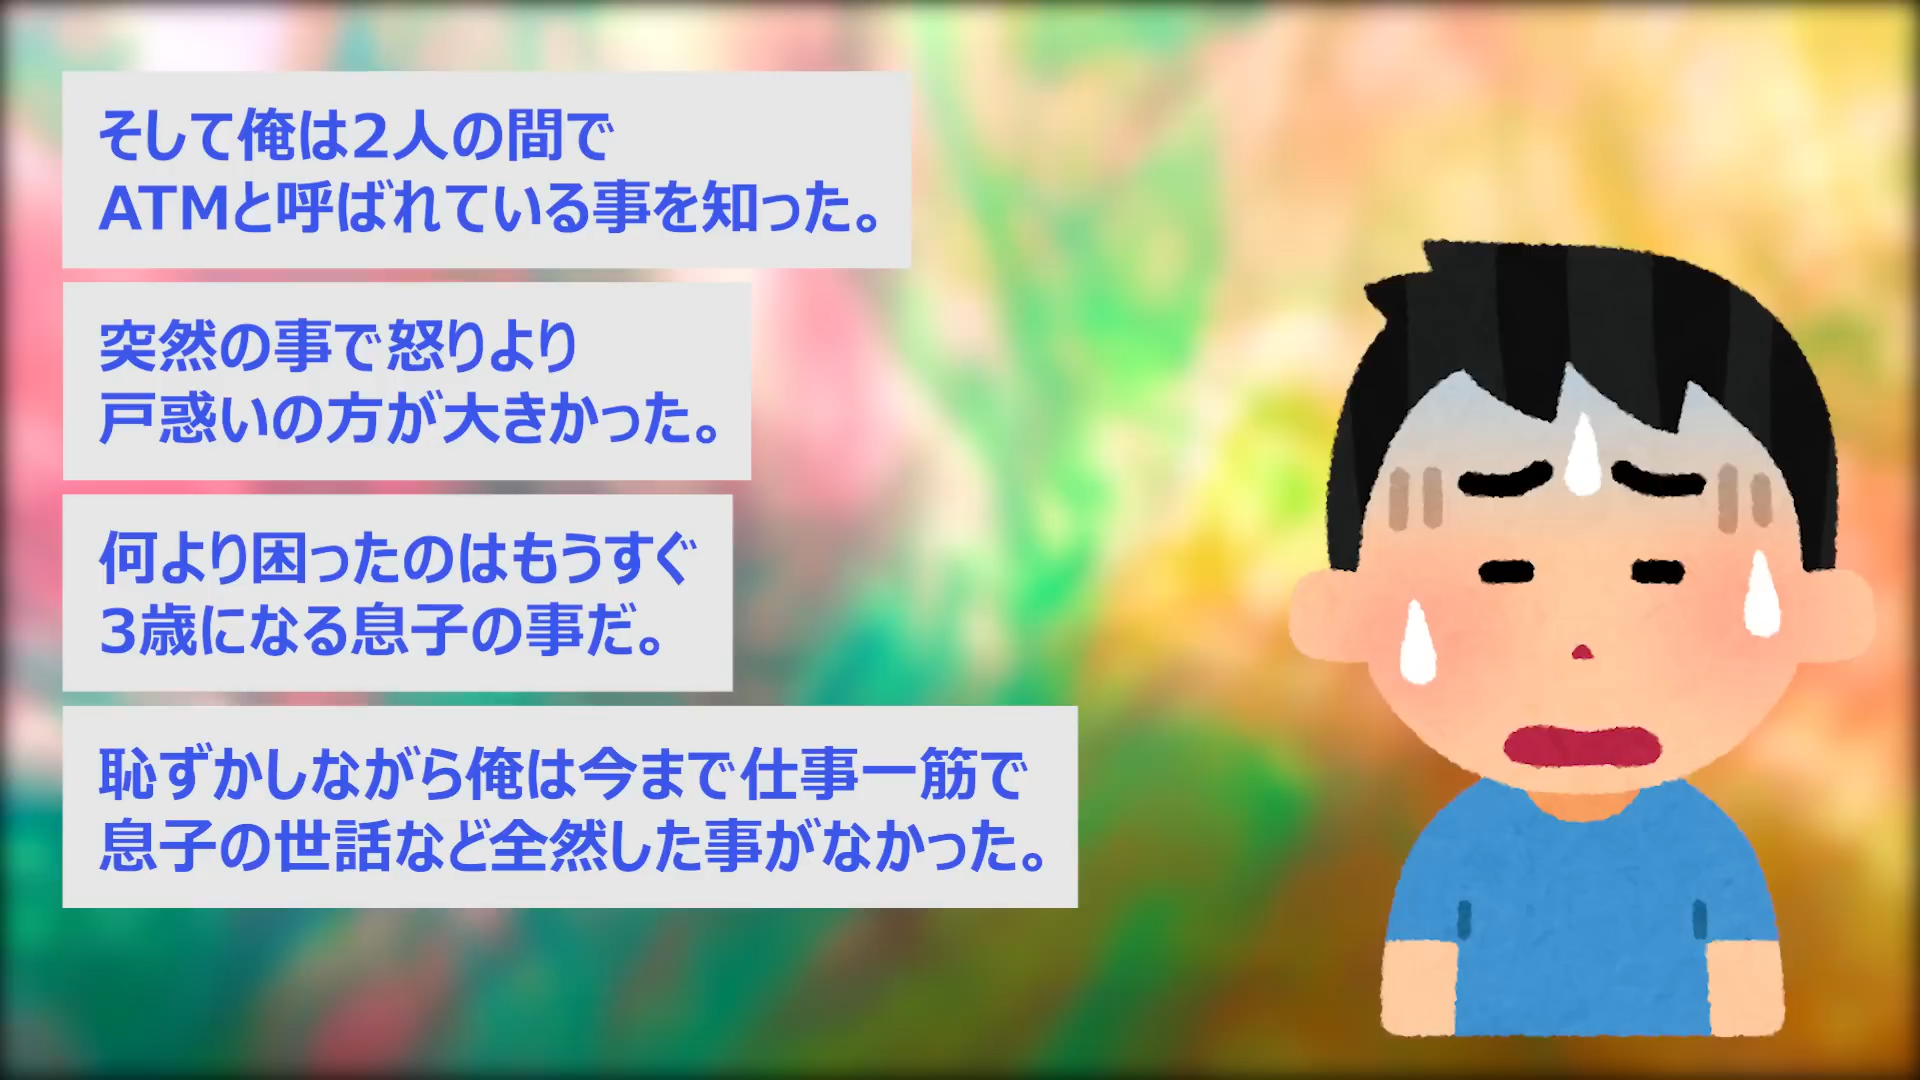 そして俺は2人の間で
ATMと呼ばれている事を知った。
突然の事で怒りより
戸惑いの方が大きかった。
何より困ったのはもうすぐ
3歳になる息子の事だ。
恥ずかしながら俺は今まで仕事一筋で
息子の世話など全然した事がなかった。